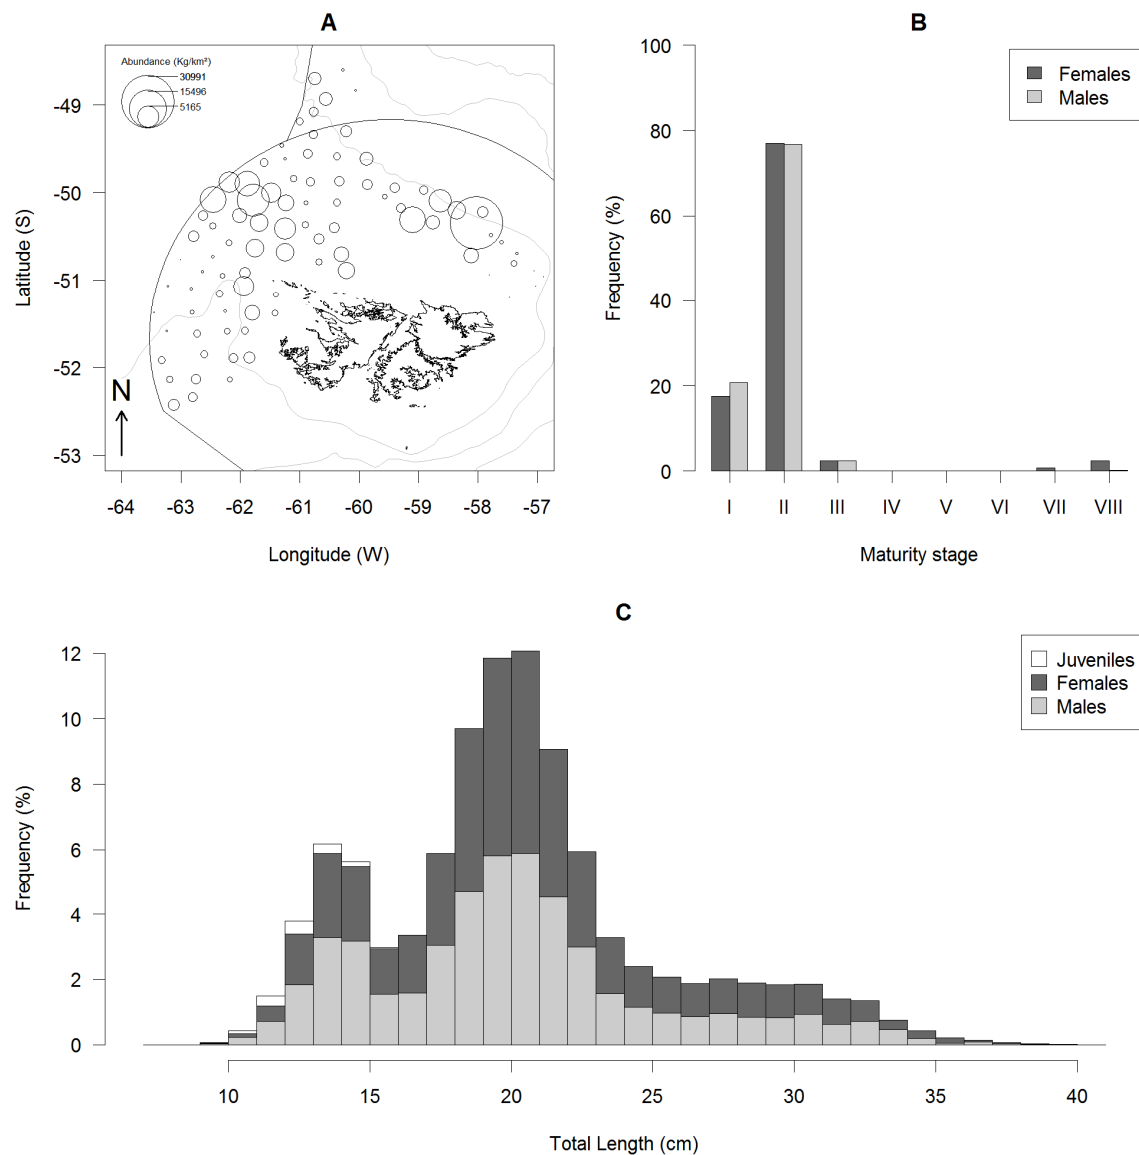 A
Abundance (Kg/km²)
30991
15496
5165
-49
-50
-51
-52
-53
Latitude (S)
N
-64 -63 -62 -61 -60 -59 -58 -57
Longitude (W)
B
100
80
60
40
20
0
Frequency (%)
Females
Males
I II III IV V VI VII VIII
Maturity stage
C
12
10
8
6
4
2
0
Frequency (%)
Juveniles
Females
Males
10 15 20 25 30 35 40
Total Length (cm)